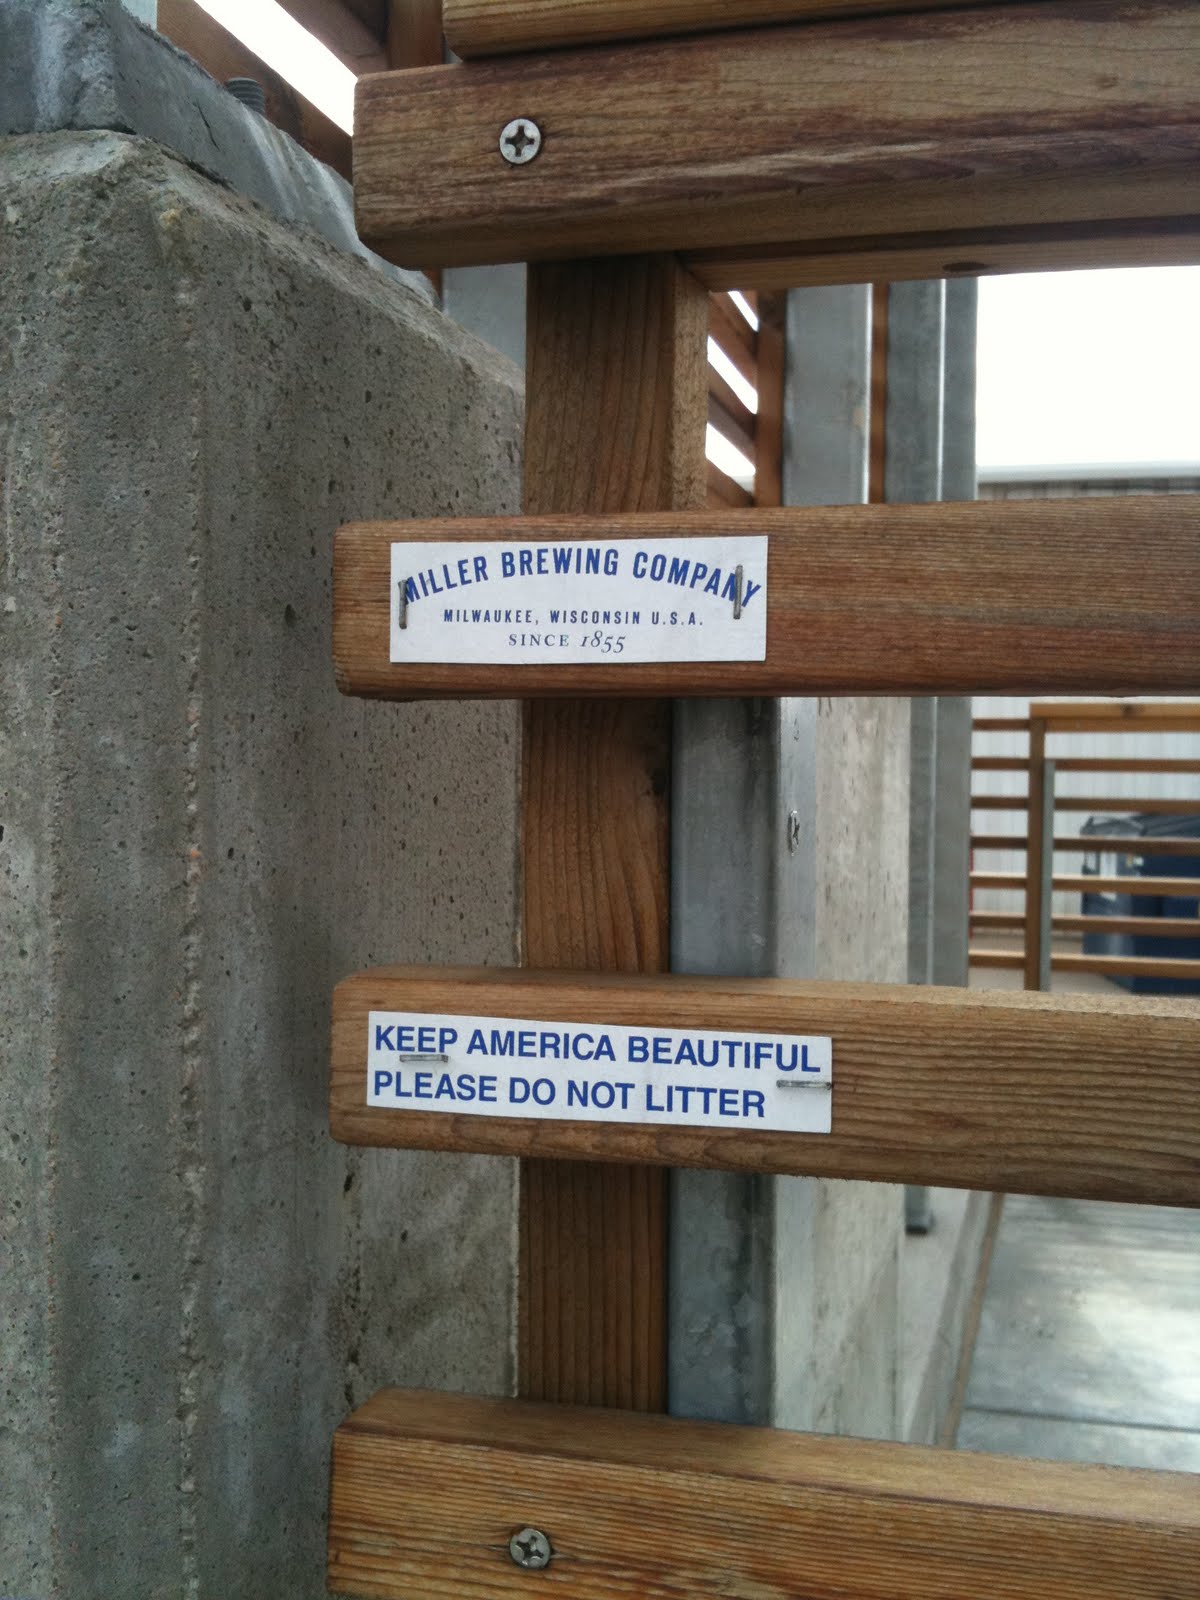 MILLER BREWING COMPANY
MILWAUKEE, WISCONSIN U.S.A.
SINCE 1855
KEEP AMERICA BEAUTIFUL
PLEASE DO NOT LITTER